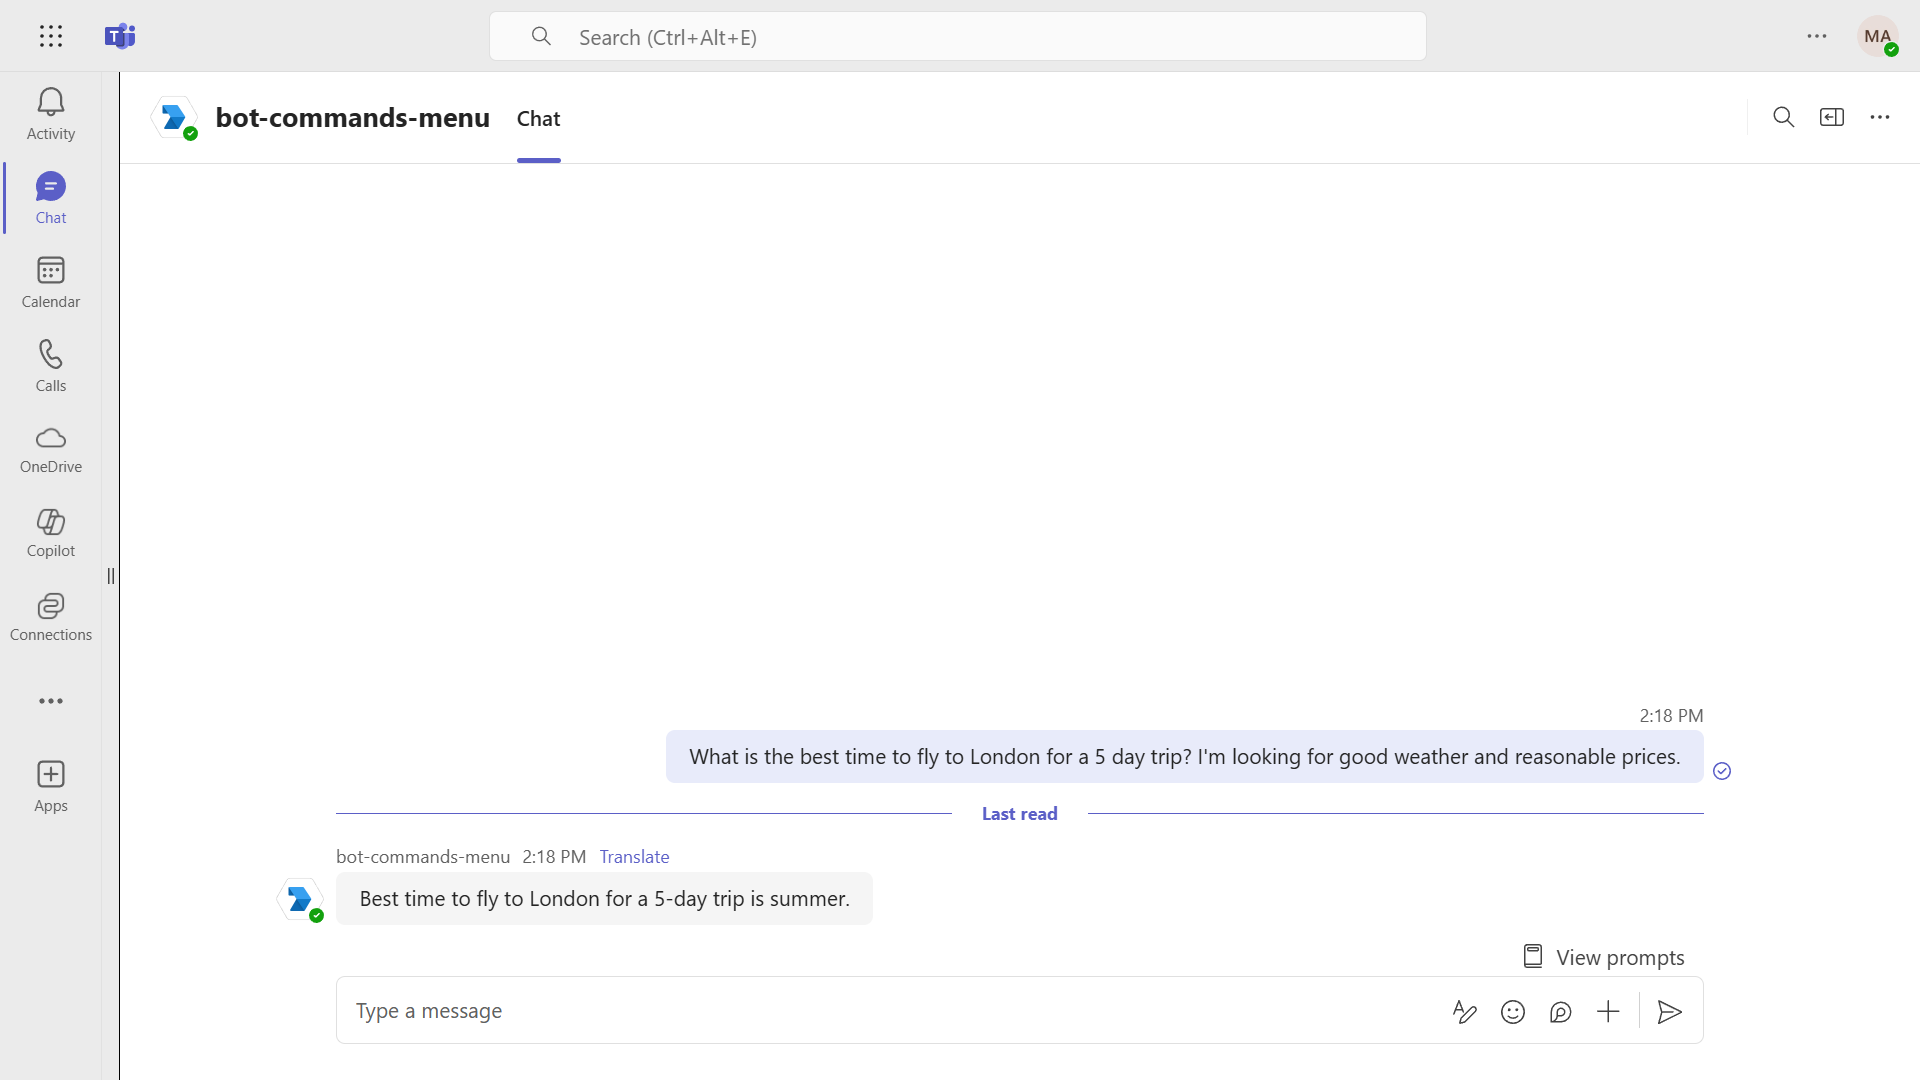 Search (Ctrl+Alt+E)
MA
Activity
Chat
Calendar
Calls
OneDrive
Copilot
Connections
Apps
bot-commands-menu
Chat
2:18 PM
What is the best time to fly to London for a 5 day trip? I'm looking for good weather and reasonable prices.
Last read
bot-commands-menu 2:18 PM Translate
Best time to fly to London for a 5-day trip is summer.
View prompts
Type a message